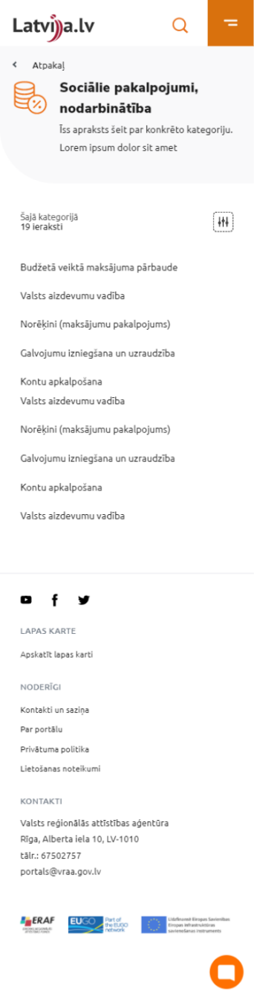 Latvija.lv
Atpakaļ
Sociālie pakalpojumi,
nodarbinātība
Īss apraksts šeit par konkrēto kategoriju.
Lorem ipsum dolor sit amet
Šajā kategorijā
19 ieraksti
Budžetā veiktā maksājuma pārbaude
Valsts aizdevumu vadība
Norēķini (maksājumu pakalpojums)
Galvojumu izniegšana un uzraudzība
Kontu apkalpošana
Valsts aizdevumu vadība
Norēķini (maksājumu pakalpojums)
Galvojumu izniegšana un uzraudzība
Kontu apkalpošana
Valsts aizdevumu vadība
LAPAS KARTE
Apskatīt lapas karti
NODERĪGI
Kontakti un saziņa
Par portālu
Privātuma politika
Lietošanas noteikumi
KONTAKTI
Valsts reģionālās attīstības aģentūra
Rīga, Alberta iela 10, LV-1010
tālr.: 67502757
portals@vraa.gov.lv
ERAF
EUGO
Part of
the EUGO
network
Līdzfinansē Eiropas Savienības
Eiropas infrastruktūras
savienošanas instruments